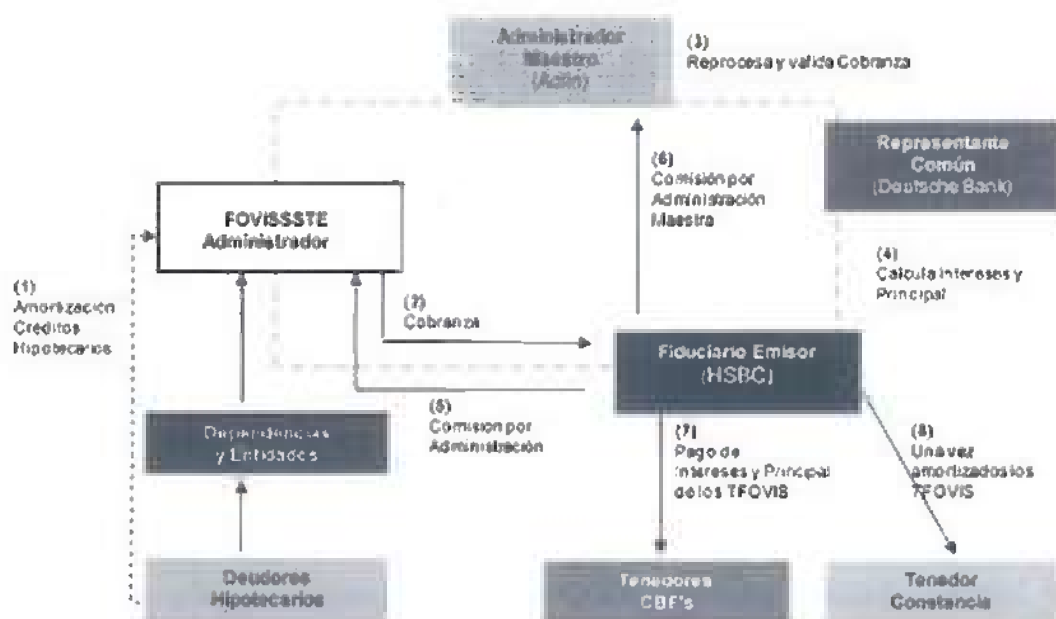 Administrador
Maestro
(Acfin)
(3)
Reprocesa y valida Cobranza
Representante
Común
(Deutsche Bank)
(6)
Comisión por
Administración
Maestra
FOVISSSTE
Administrador
(4)
Calcula Intereses y
Principal
(1)
Amortización
Créditos
Hipotecarios
(2)
Cobranza
Fiduciario Emisor
(HSBC)
(5)
Comisión por
Administración
Dependencias
y Entidades
(7)
Pago de
Intereses y Principal
de los TFOVIS
(8)
Una vez
amortizados los
TFOVIS
Deudores
Hipotecarios
Tenedores
CBF's
Tenedor
Constancia